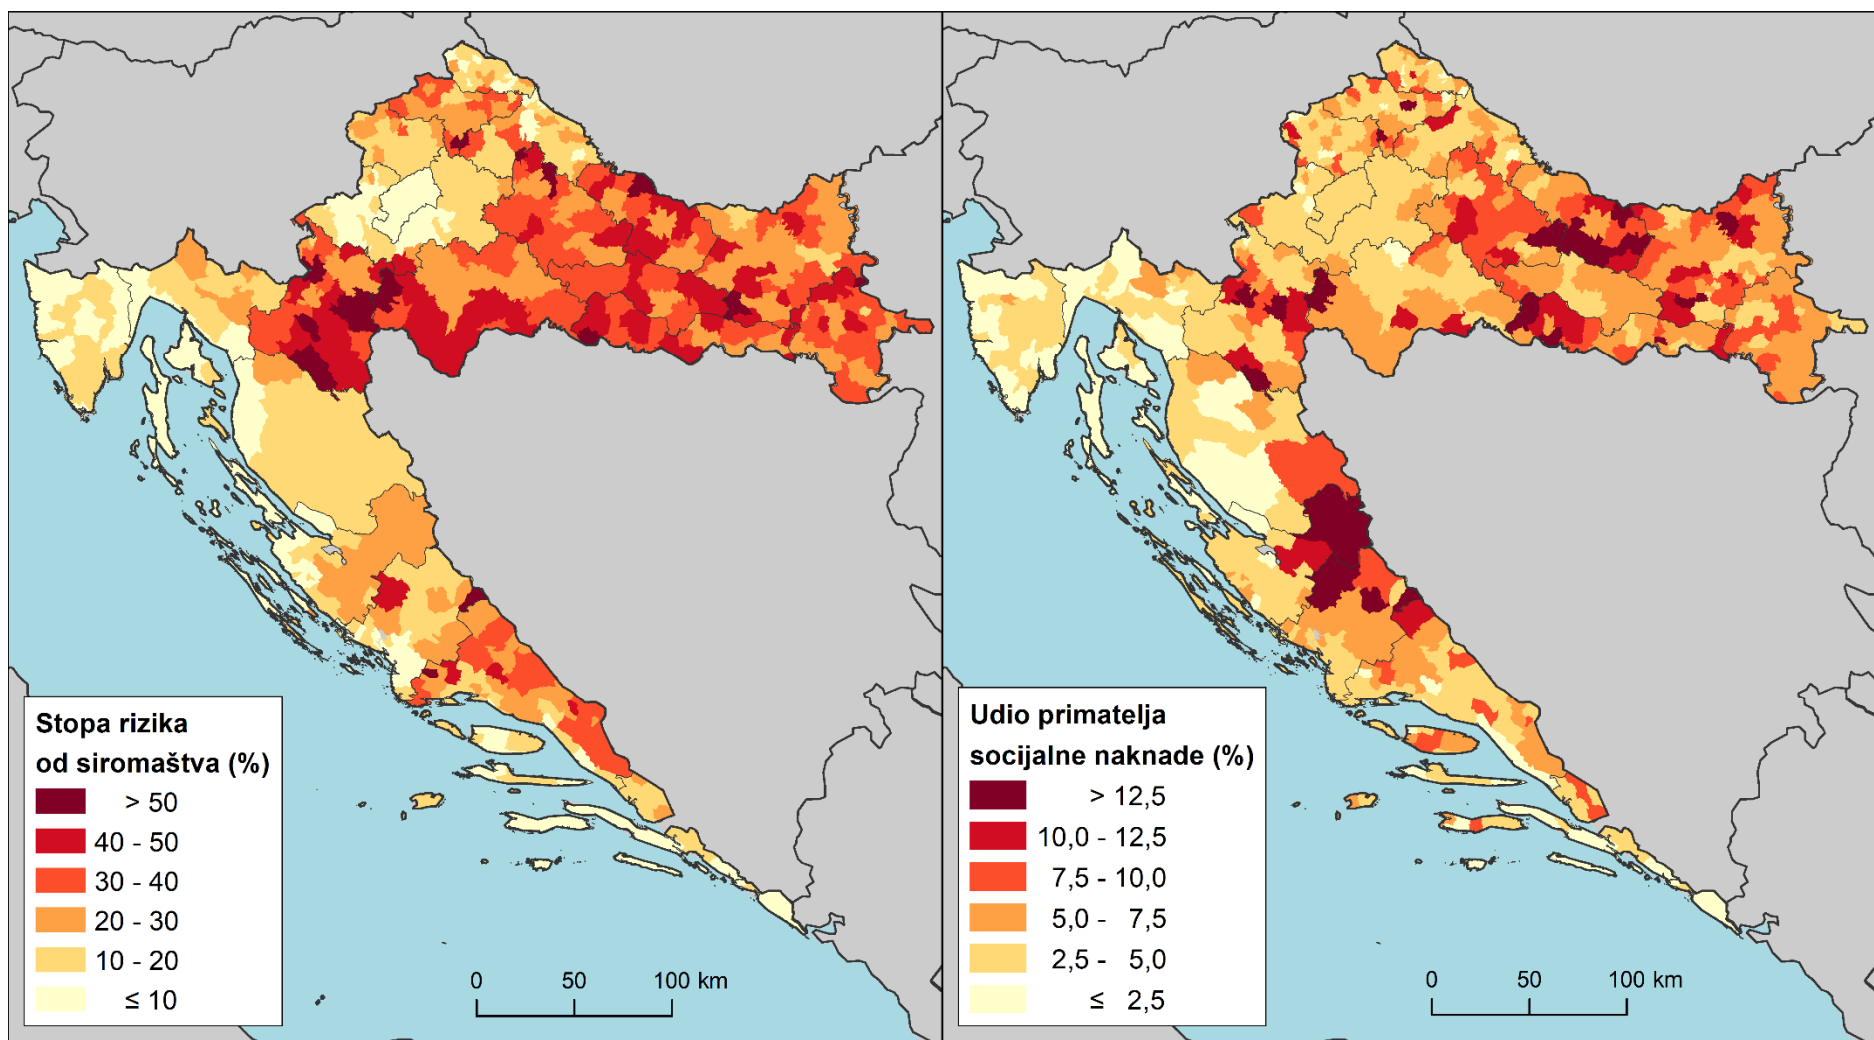 Stopa rizika
od siromaštva (%)
> 50
40 - 50
30 - 40
20 - 30
10 - 20
≤ 10
0 50 100 km
Udio primatelja
socijalne naknade (%)
> 12,5
10,0 - 12,5
7,5 - 10,0
5,0 - 7,5
2,5 - 5,0
≤ 2,5
0 50 100 km